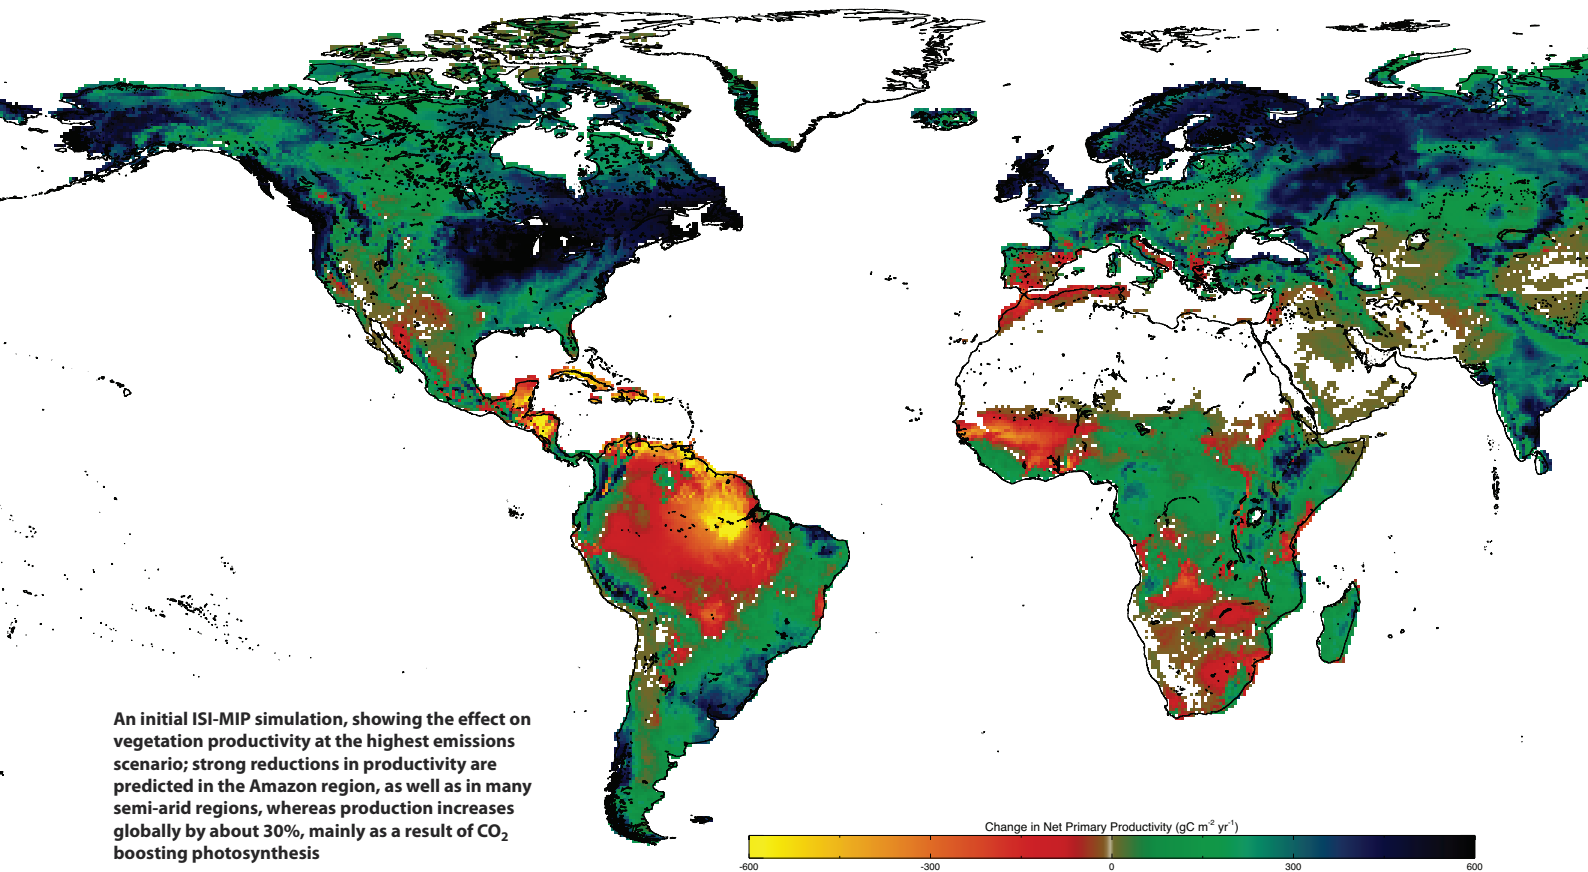 An initial ISI-MIP simulation, showing the effect on
vegetation productivity at the highest emissions
scenario; strong reductions in productivity are
predicted in the Amazon region, as well as in many
semi-arid regions, whereas production increases
globally by about 30%, mainly as a result of CO₂
boosting photosynthesis
Change in Net Primary Productivity (gC m⁻² yr⁻¹)
-600 -300 0 300 600